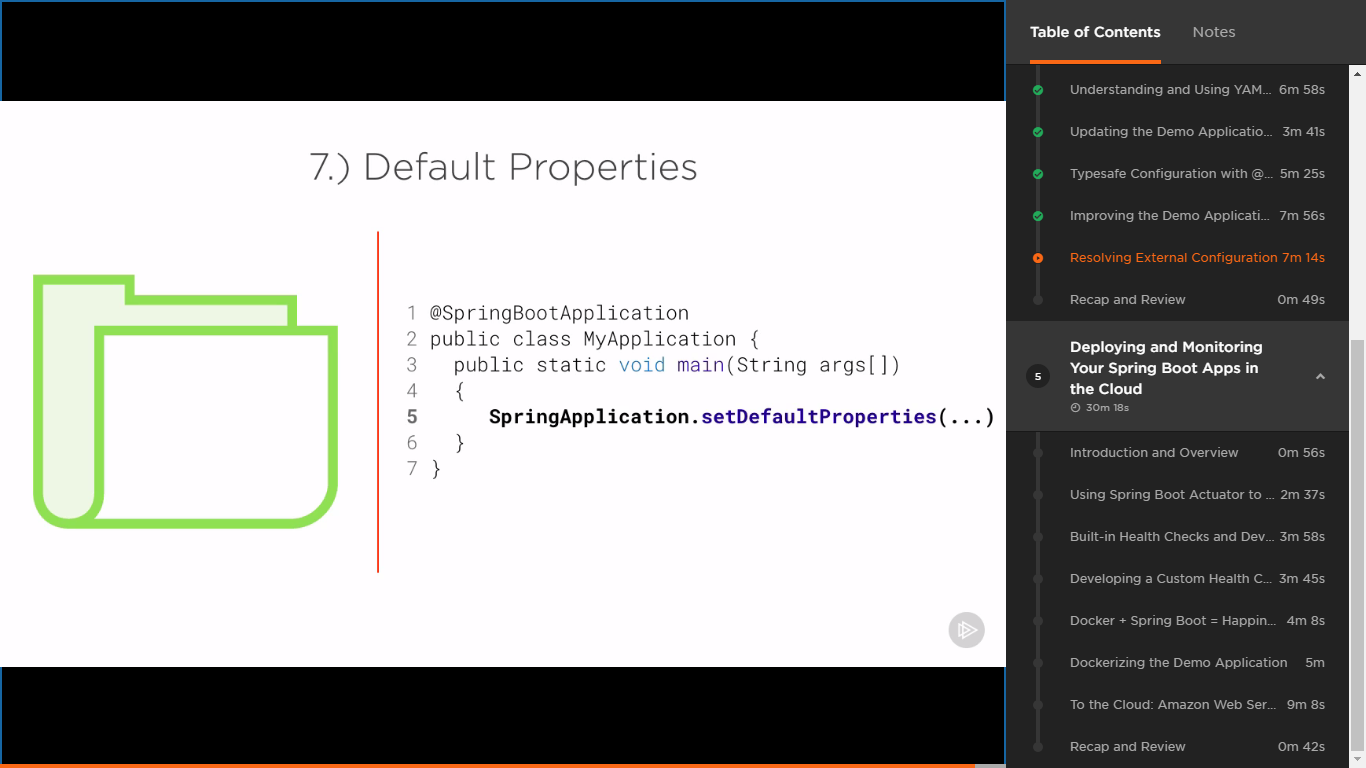 7.) Default Properties
1 @SpringBootApplication
2 public class MyApplication {
3 public static void main(String args[])
4 {
5 SpringApplication.setDefaultProperties(...)
6 }
7 }
Table of Contents Notes
Understanding and Using YAM... 6m 58s
Updating the Demo Applicatio... 3m 41s
Typesafe Configuration with @... 5m 25s
Improving the Demo Applicati... 7m 56s
Resolving External Configuration 7m 14s
Recap and Review 0m 49s
5
Deploying and Monitoring
Your Spring Boot Apps in
the Cloud
30m 18s
Introduction and Overview 0m 56s
Using Spring Boot Actuator to ... 2m 37s
Built-in Health Checks and Dev... 3m 58s
Developing a Custom Health C... 3m 45s
Docker + Spring Boot = Happin... 4m 8s
Dockerizing the Demo Application 5m
To the Cloud: Amazon Web Ser... 9m 8s
Recap and Review 0m 42s